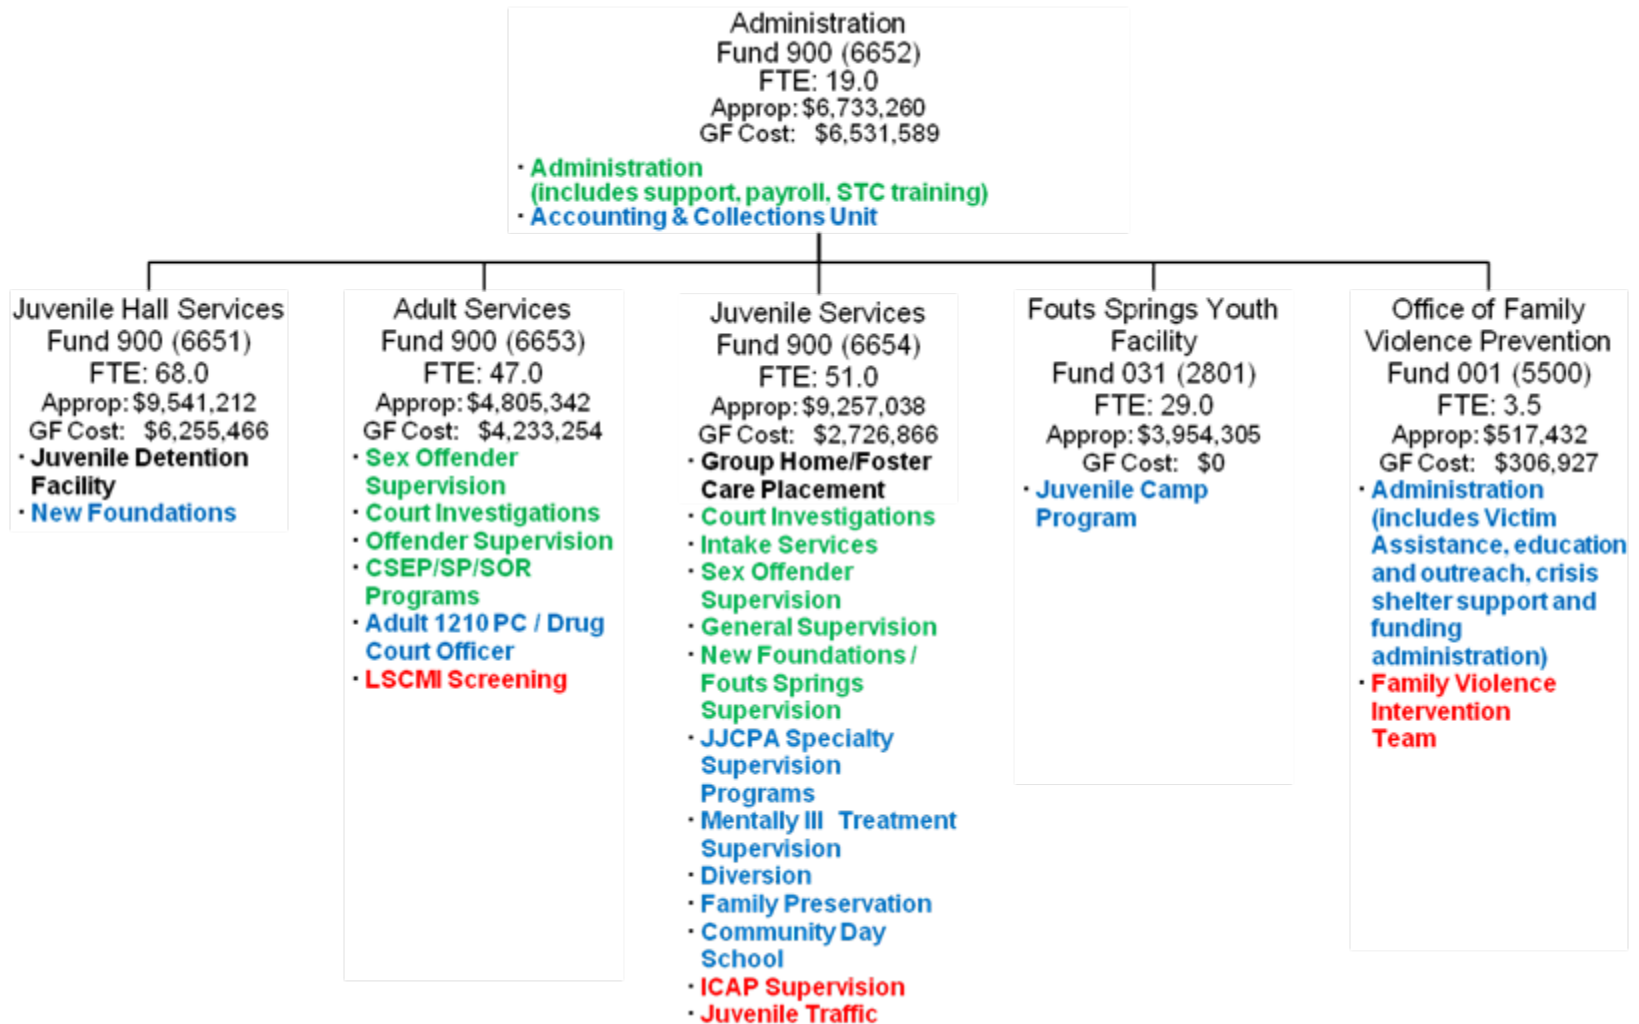 Administration
Fund 900 (6652)
FTE: 19.0
Approp: $6,733,260
GF Cost: $6,531,589
· Administration
(includes support, payroll, STC training)
· Accounting & Collections Unit
Juvenile Hall Services
Fund 900 (6651)
FTE: 68.0
Approp: $9,541,212
GF Cost: $6,255,466
· Juvenile Detention
Facility
· New Foundations
Adult Services
Fund 900 (6653)
FTE: 47.0
Approp: $4,805,342
GF Cost: $4,233,254
· Sex Offender
Supervision
· Court Investigations
· Offender Supervision
· CSEP/SP/SOR
Programs
· Adult 1210 PC / Drug
Court Officer
· LSCMI Screening
Juvenile Services
Fund 900 (6654)
FTE: 51.0
Approp: $9,257,038
GF Cost: $2,726,866
· Group Home/Foster
Care Placement
· Court Investigations
· Intake Services
· Sex Offender
Supervision
· General Supervision
· New Foundations /
Fouts Springs
Supervision
· JJCPA Specialty
Supervision
Programs
· Mentally Ill Treatment
Supervision
· Diversion
· Family Preservation
· Community Day
School
· ICAP Supervision
· Juvenile Traffic
Fouts Springs Youth
Facility
Fund 031 (2801)
FTE: 29.0
Approp: $3,954,305
GF Cost: $0
· Juvenile Camp
Program
Office of Family
Violence Prevention
Fund 001 (5500)
FTE: 3.5
Approp: $517,432
GF Cost: $306,927
· Administration
(includes Victim
Assistance, education
and outreach, crisis
shelter support and
funding
administration)
· Family Violence
Intervention
Team